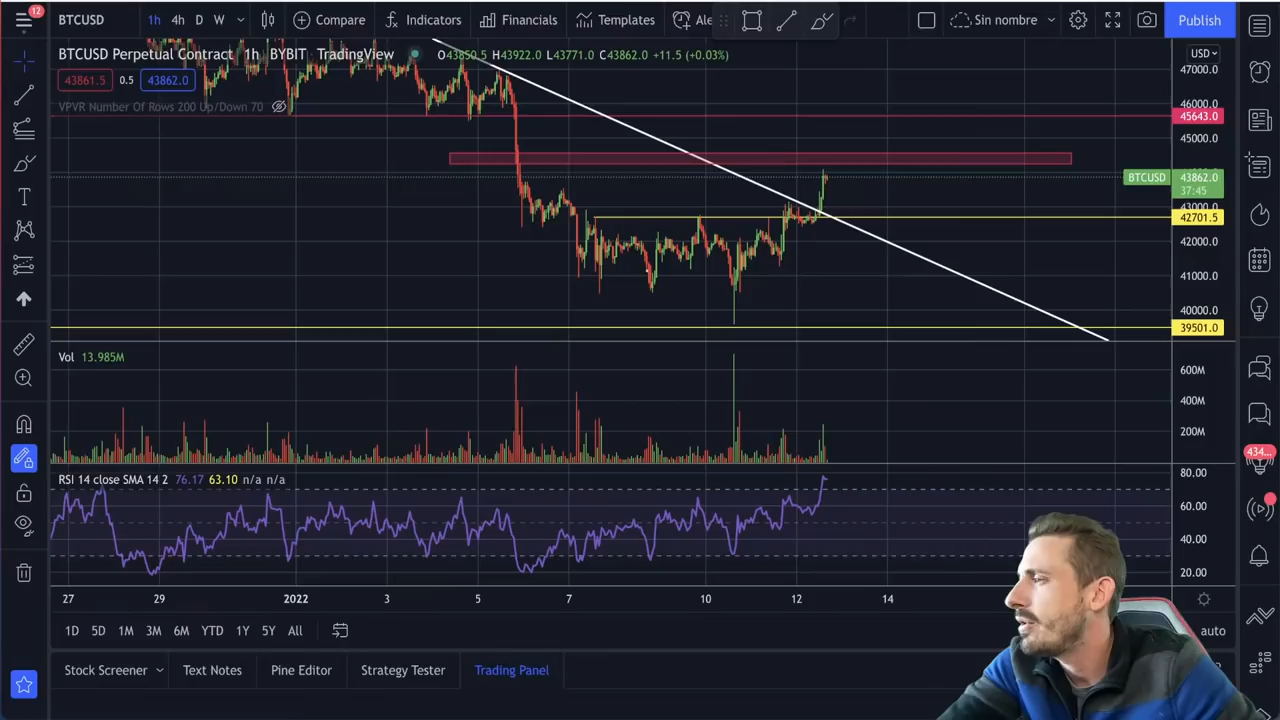 12
BTCUSD
1h 4h D W
Compare
Indicators
Financials
Templates
Ale
Sin nombre
Publish
BTCUSD Perpetual Contract · 1h · BYBIT · TradingView
O43850.5 H43922.0 L43771.0 C43862.0 +11.5 (+0.03%)
USD
43861.5 0.5 43862.0
VPVR Number Of Rows 200 Up/Down 70
47000.0
46000.0
45643.0
45000.0
BTCUSD 43862.0
37:45
43000.0
42701.5
42000.0
41000.0
40000.0
39501.0
Vol 13.985M
600M
400M
200M
RSI 14 close SMA 14 2 76.17 63.10 n/a n/a
80.00
60.00
40.00
20.00
434...
27 29 2022 3 5 7 10 12 14
1D 5D 1M 3M 6M YTD 1Y 5Y All
auto
Stock Screener
Text Notes
Pine Editor
Strategy Tester
Trading Panel